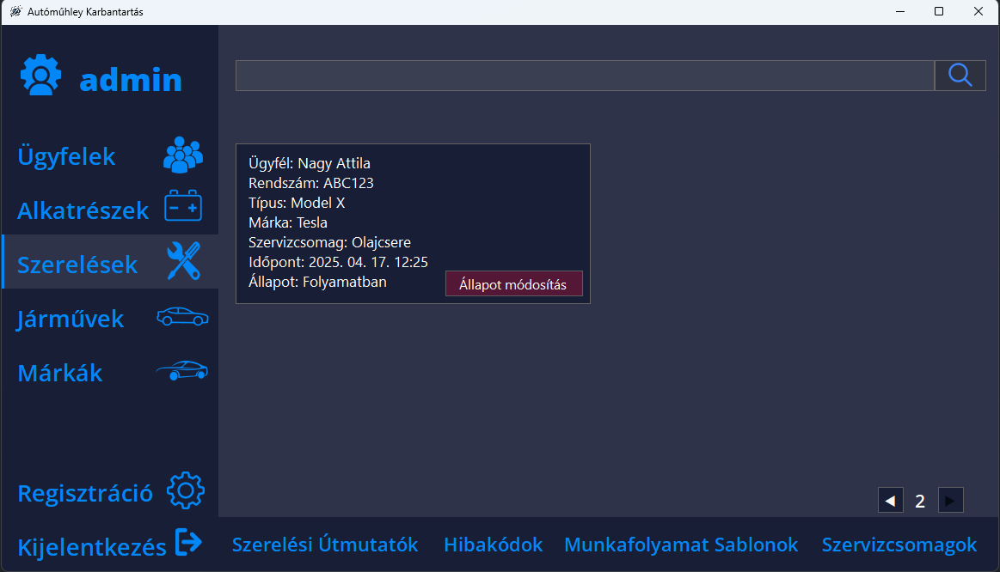 Autóműhley Karbantartás
admin
Ügyfelek
Alkatrészek
Szerelések
Járművek
Márkák
Regisztráció
Kijelentkezés
Ügyfél: Nagy Attila
Rendszám: ABC123
Típus: Model X
Márka: Tesla
Szervizcsomag: Olajcsere
Időpont: 2025. 04. 17. 12:25
Állapot: Folyamatban
Állapot módosítás
2
Szerelési Útmutatók Hibakódok Munkafolyamat Sablonok Szervizcsomagok